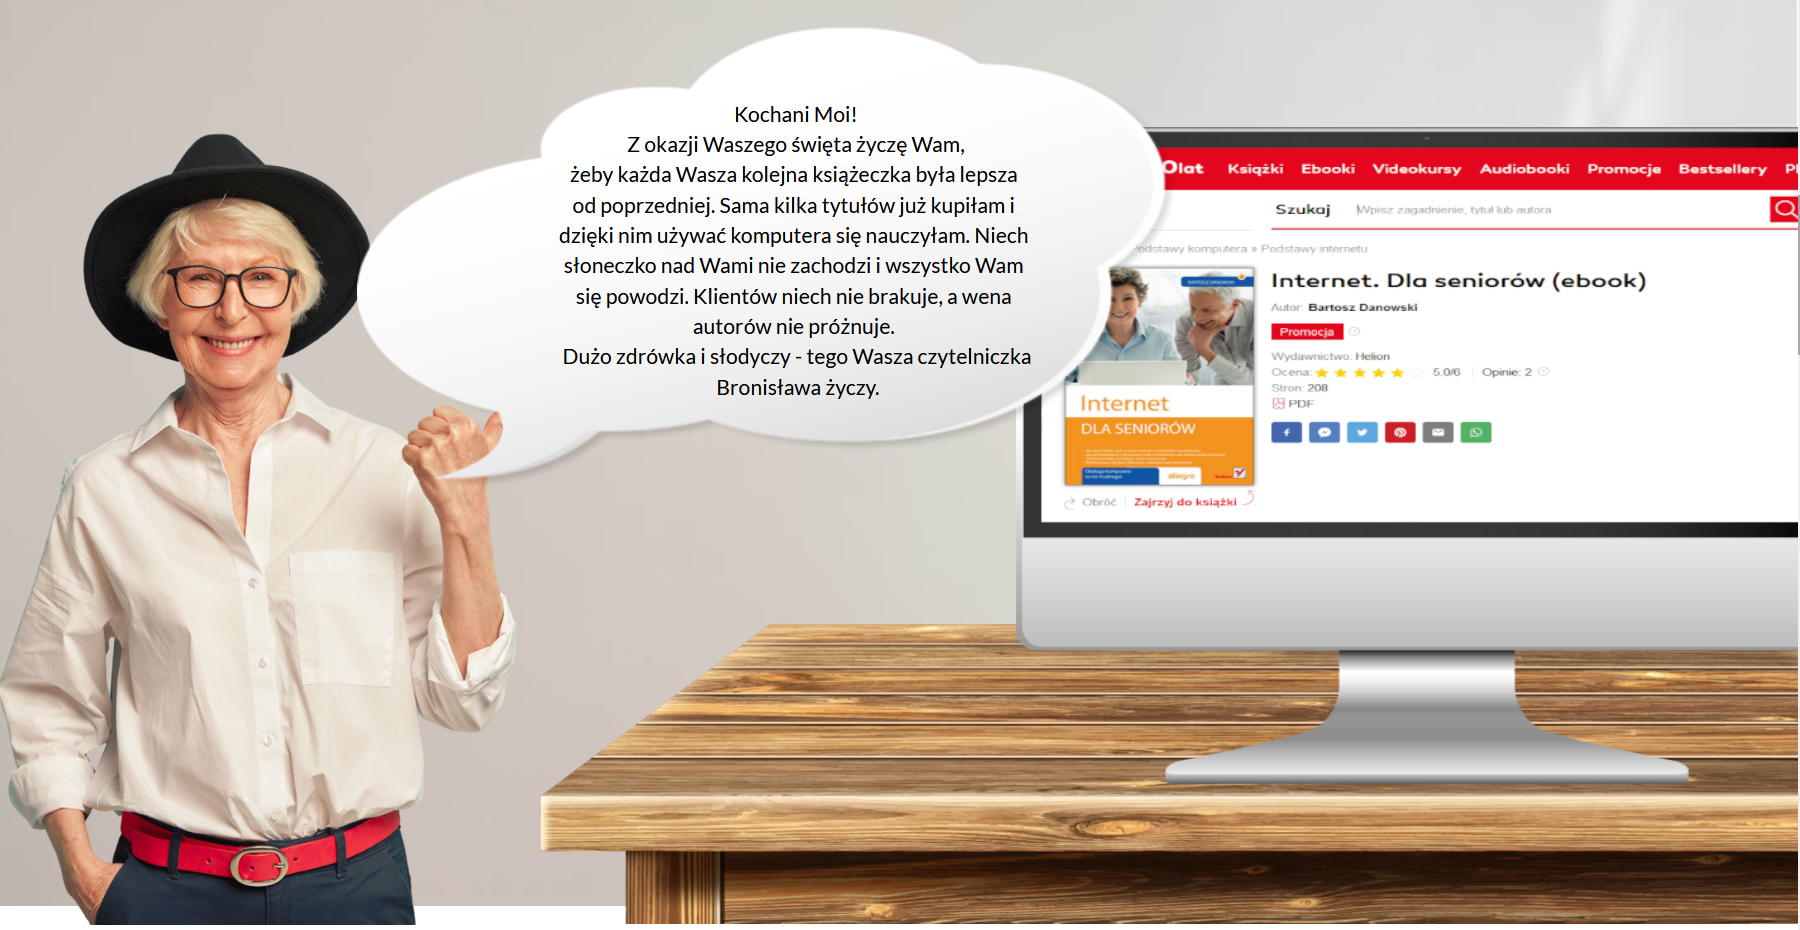 Kochani Moi!
Z okazji Waszego święta życzę Wam,
żeby każda Wasza kolejna książeczka była lepsza
od poprzedniej. Sama kilka tytułów już kupiłam i
dzięki nim używać komputera się nauczyłam. Niech
słoneczko nad Wami nie zachodzi i wszystko Wam
się powodzi. Klientów niech nie brakuje, a wena
autorów nie próżnuje.
Dużo zdrówka i słodyczy - tego Wasza czytelniczka
Bronisława życzy.
Olat Książki Ebooki Videokursy Audiobooki Promocje Bestsellery
Szukaj Wpisz zagadnienie, tytuł lub autora
odstawy komputera » Podstawy internetu
BARTOSZ DANOWSKI
Internet
DLA SENIORÓW
allegro
Helion
Obróć Zajrzyj do książki
Internet. Dla seniorów (ebook)
Autor: Bartosz Danowski
Promocja
Wydawnictwo: Helion
Ocena: 5.0/6 Opinie: 2
Stron: 208
PDF